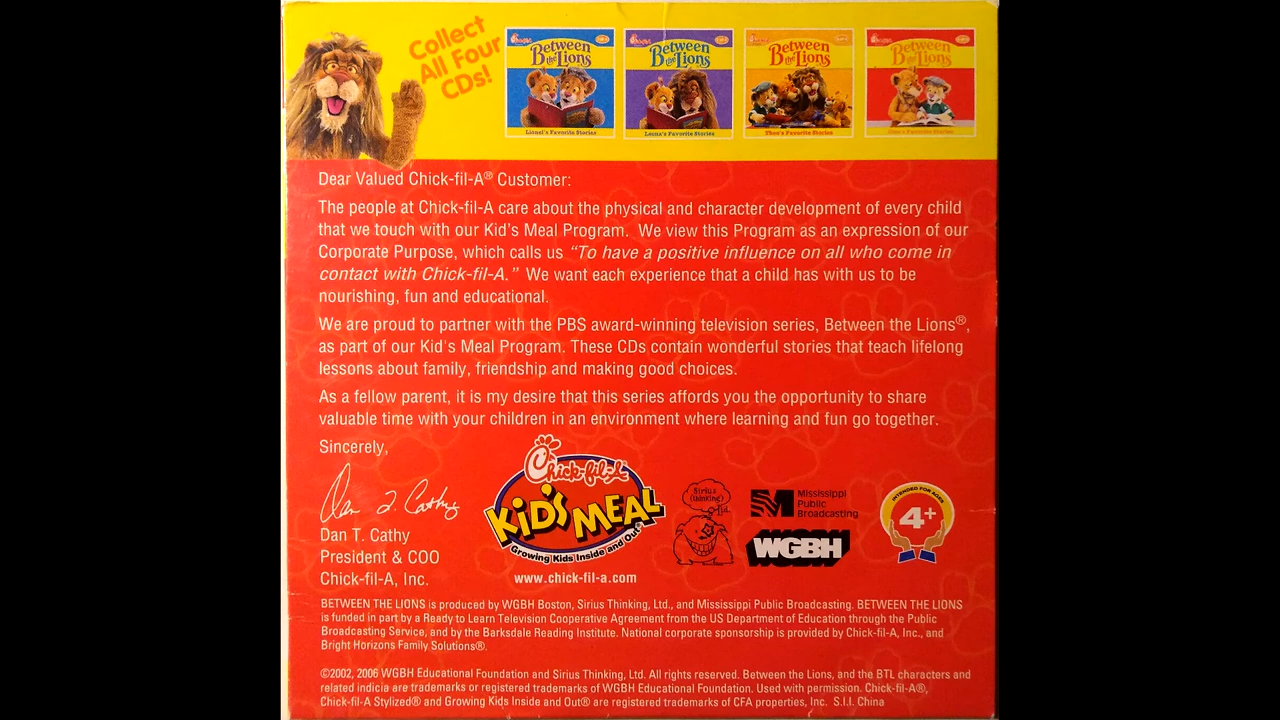 Collect
All Four
CDs!
Between
the Lions
Lionel's Favorite Stories
Between
the Lions
Leona's Favorite Stories
Between
the Lions
Theo's Favorite Stories
Between
the Lions
Favorite Stories
Dear Valued Chick-fil-A® Customer:
The people at Chick-fil-A care about the physical and character development of every child
that we touch with our Kid's Meal Program. We view this Program as an expression of our
Corporate Purpose, which calls us "To have a positive influence on all who come in
contact with Chick-fil-A." We want each experience that a child has with us to be
nourishing, fun and educational.
We are proud to partner with the PBS award-winning television series, Between the Lions®,
as part of our Kid's Meal Program. These CDs contain wonderful stories that teach lifelong
lessons about family, friendship and making good choices.
As a fellow parent, it is my desire that this series affords you the opportunity to share
valuable time with your children in an environment where learning and fun go together.
Sincerely,
Dan T. Cathy
Dan T. Cathy
President & COO
Chick-fil-A, Inc.
Chick-fil-A®
KID'S MEAL
Growing Kids Inside and Out®
www.chick-fil-a.com
Sirius
(thinking)
Ltd.
Mississippi
Public
Broadcasting
WGBH
INTENDED FOR AGES
4+
BETWEEN THE LIONS is produced by WGBH Boston, Sirius Thinking, Ltd., and Mississippi Public Broadcasting. BETWEEN THE LIONS
is funded in part by a Ready to Learn Television Cooperative Agreement from the US Department of Education through the Public
Broadcasting Service, and by the Barksdale Reading Institute. National corporate sponsorship is provided by Chick-fil-A, Inc., and
Bright Horizons Family Solutions®.
©2002, 2006 WGBH Educational Foundation and Sirius Thinking, Ltd. All rights reserved. Between the Lions, and the BTL characters and
related indicia are trademarks or registered trademarks of WGBH Educational Foundation. Used with permission. Chick-fil-A®,
Chick-fil-A Stylized® and Growing Kids Inside and Out® are registered trademarks of CFA properties, Inc. S.I.I. China